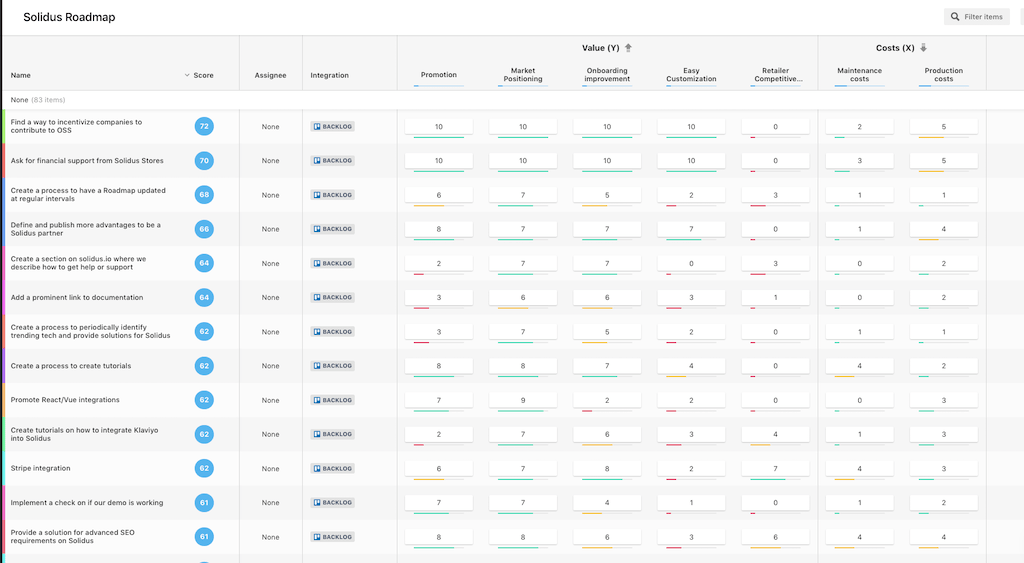 Solidus Roadmap
Filter items
Value (Y)
Costs (X)
Name
Score
Assignee
Integration
Promotion
Market
Positioning
Onboarding
improvement
Easy
Customization
Retailer
Competitive...
Maintenance
costs
Production
costs
None (83 items)
Find a way to incentivize companies to
contribute to OSS
72 None BACKLOG 10 10 10 10 0 2 5
Ask for financial support from Solidus Stores
70 None BACKLOG 10 10 10 10 0 3 5
Create a process to have a Roadmap updated
at regular intervals
68 None BACKLOG 6 7 5 2 3 1 1
Define and publish more advantages to be a
Solidus partner
66 None BACKLOG 8 7 7 7 0 1 4
Create a section on solidus.io where we
describe how to get help or support
64 None BACKLOG 2 7 7 0 3 0 2
Add a prominent link to documentation
64 None BACKLOG 3 6 6 3 1 0 2
Create a process to periodically identify
trending tech and provide solutions for Solidus
62 None BACKLOG 3 7 5 2 0 1 1
Create a process to create tutorials
62 None BACKLOG 8 8 7 4 0 4 2
Promote React/Vue integrations
62 None BACKLOG 7 9 2 2 0 0 3
Create tutorials on how to integrate Klaviyo
into Solidus
62 None BACKLOG 2 7 6 3 4 1 3
Stripe integration
62 None BACKLOG 6 7 8 2 7 4 3
Implement a check on if our demo is working
61 None BACKLOG 7 7 4 1 0 1 2
Provide a solution for advanced SEO
requirements on Solidus
61 None BACKLOG 8 8 6 3 6 4 4